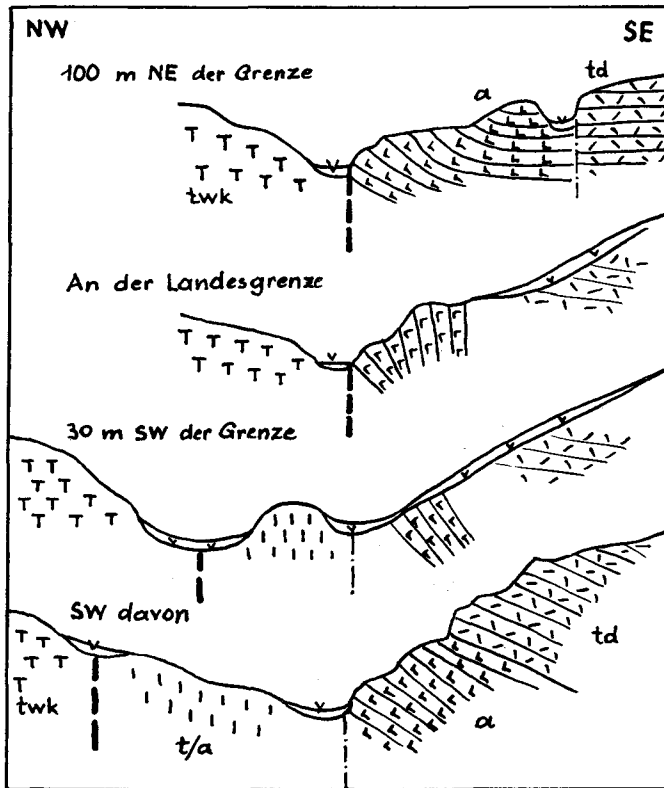 NW SE
100 m NE der Grenze
a
td
twk
An der Landesgrenze
30 m SW der Grenze
SW davon
twk
t/a
a
td